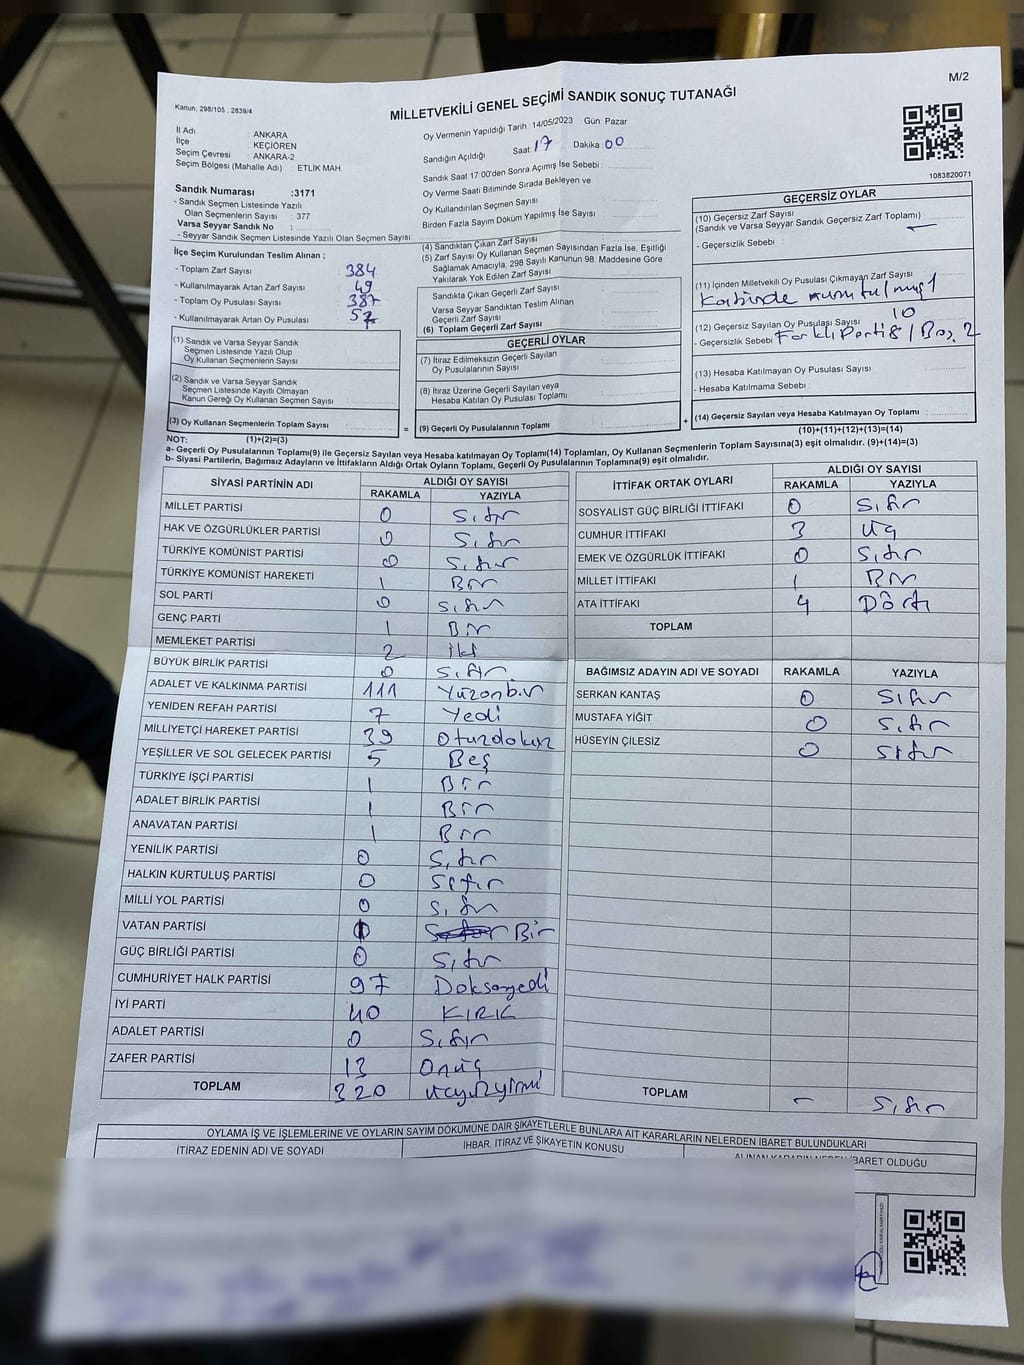 M/2
Kanun, 298/105 , 2839/4
MİLLETVEKİLİ GENEL SEÇİMİ SANDIK SONUÇ TUTANAĞI
1083820071
İl Adı : ANKARA
İlçe : KEÇİÖREN
Seçim Çevresi : ANKARA-2
Seçim Bölgesi (Mahalle Adı) ETLİK MAH
Sandık Numarası :3171
- Sandık Seçmen Listesinde Yazılı
Olan Seçmenlerin Sayısı : 377
Varsa Seyyar Sandık No :
- Seyyar Sandık Seçmen Listesinde Yazılı Olan Seçmen Sayısı:
İlçe Seçim Kurulundan Teslim Alınan ;
- Toplam Zarf Sayısı 384
- Kullanılmayarak Artan Zarf Sayısı 49
- Toplam Oy Pusulası Sayısı 387
- Kullanılmayarak Artan Oy Pusulası 52
(1) Sandık ve Varsa Seyyar Sandık
Seçmen Listesinde Yazılı Olup
Oy Kullanan Seçmenlerin Sayısı
(2) Sandık ve Varsa Seyyar Sandık
Seçmen Listesinde Kayıtlı Olmayan
Kanun Gereği Oy Kullanan Seçmen Sayısı
(3) Oy Kullanan Seçmenlerin Toplam Sayısı :
(1)+(2)=(3)
Oy Vermenin Yapıldığı Tarih : 14/05/2023 Gün: Pazar
Sandığın Açıldığı Saat 17 Dakika 00
Sandık Saat 17:00'den Sonra Açımış İse Sebebi :
Oy Verme Saati Bitiminde Sırada Bekleyen ve
Oy Kullandırılan Seçmen Sayısı
Birden Fazla Sayım Döküm Yapılmış İse Sayısı :
(4) Sandıktan Çıkan Zarf Sayısı
(5) Zarf Sayısı Oy Kullanan Seçmen Sayısından Fazla İse, Eşitliği
Sağlamak Amacıyla, 298 Sayılı Kanunun 98. Maddesine Göre
Yakılarak Yok Edilen Zarf Sayısı
Sandıkta Çıkan Geçerli Zarf Sayısı
Varsa Seyyar Sandıktan Teslim Alınan
Geçerli Zarf Sayısı
(6) Toplam Geçerli Zarf Sayısı
GEÇERLİ OYLAR
(7) İtiraz Edilmeksizin Geçerli Sayılan
Oy Pusulasının Sayısı
(8) İtiraz Üzerine Geçerli Sayılan veya
Hesaba Katılan Oy Pusulası Toplamı
= (9) Geçerli Oy Pusulalarının Toplamı +
GEÇERSİZ OYLAR
(10) Geçersiz Zarf Sayısı
(Sandık ve Varsa Seyyar Sandık Geçersiz Zarf Toplamı) : -
- Geçersizlik Sebebi
(11) İçinden Milletvekili Oy Pusulası Çıkmayan Zarf Sayısı 1
Kabinde unutulmuş
(12) Geçersiz Sayılan Oy Pusulası Sayısı 10
- Geçersizlik Sebebi Farklı Parti 8 / Boş. 2
(13) Hesaba Katılmayan Oy Pusulası Sayısı
- Hesaba Katılmama Sebebi
(14) Geçersiz Sayılan veya Hesaba Katılmayan Oy Toplamı :
(10)+(11)+(12)+(13)=(14)
NOT:
a- Geçerli Oy Pusulaları Toplamı(9) ile Geçersiz Sayılan veya Hesaba katılmayan Oy Toplamı(14) Toplamları, Oy Kullanan Seçmenlerin Toplam Sayısına(3) eşit olmalıdır. (9)+(14)=(3)
b- Siyasi Partilerin, Bağımsız Adayların ve İttifakların Aldığı Ortak Oyların Toplamı, Geçerli Oy Pusulalarının Toplamına(9) eşit olmalıdır.
SİYASİ PARTİNİN ADI ALDIĞI OY SAYISI
RAKAMLA YAZIYLA
MİLLET PARTİSİ 0 Sıfır
HAK VE ÖZGÜRLÜKLER PARTİSİ 0 Sıfır
TÜRKİYE KOMÜNİST PARTİSİ 0 Sıfır
TÜRKİYE KOMÜNİST HAREKETİ 1 Bir
SOL PARTİ 0 Sıfır
GENÇ PARTİ 1 Bir
MEMLEKET PARTİSİ 2 İki
BÜYÜK BİRLİK PARTİSİ 0 Sıfır
ADALET VE KALKINMA PARTİSİ 111 Yüzonbir
YENİDEN REFAH PARTİSİ 7 Yedi
MİLLİYETÇİ HAREKET PARTİSİ 39 Otuzdokuz
YEŞİLLER VE SOL GELECEK PARTİSİ 5 Beş
TÜRKİYE İŞÇİ PARTİSİ 1 Bir
ADALET BİRLİK PARTİSİ 1 Bir
ANAVATAN PARTİSİ 1 Bir
YENİLİK PARTİSİ 0 Sıfır
HALKIN KURTULUŞ PARTİSİ 0 Sıfır
MİLLİ YOL PARTİSİ 0 Sıfır
VATAN PARTİSİ 1 Bir
GÜÇ BİRLİĞİ PARTİSİ 0 Sıfır
CUMHURİYET HALK PARTİSİ 97 Doksanyedi
İYİ PARTİ 40 KIRK
ADALET PARTİSİ 0 Sıfır
ZAFER PARTİSİ 13 Onüç
TOPLAM 320 üçyüzyirmi
İTTİFAK ORTAK OYLARI ALDIĞI OY SAYISI
RAKAMLA YAZIYLA
SOSYALİST GÜÇ BİRLİĞİ İTTİFAKI 0 Sıfır
CUMHUR İTTİFAKI 3 üç
EMEK VE ÖZGÜRLÜK İTTİFAKI 0 Sıfır
MİLLET İTTİFAKI 1 Bir
ATA İTTİFAKI 4 Dört
TOPLAM
BAĞIMSIZ ADAYIN ADI VE SOYADI RAKAMLA YAZIYLA
SERKAN KANTAŞ 0 Sıfır
MUSTAFA YİĞİT 0 Sıfır
HÜSEYİN ÇİLESİZ 0 Sıfır
TOPLAM - Sıfır
OYLAMA İŞ VE İŞLEMLERİNE VE OYLARIN SAYIM DÖKÜMÜNE DAİR ŞİKAYETLERLE BUNLARA AİT KARARLARIN NELERDEN İBARET BULUNDUKLARI
İTİRAZ EDENİN ADI VE SOYADI İHBAR, İTİRAZ VE ŞİKAYETİN KONUSU ALINAN KARARIN NEDEN İBARET OLDUĞU